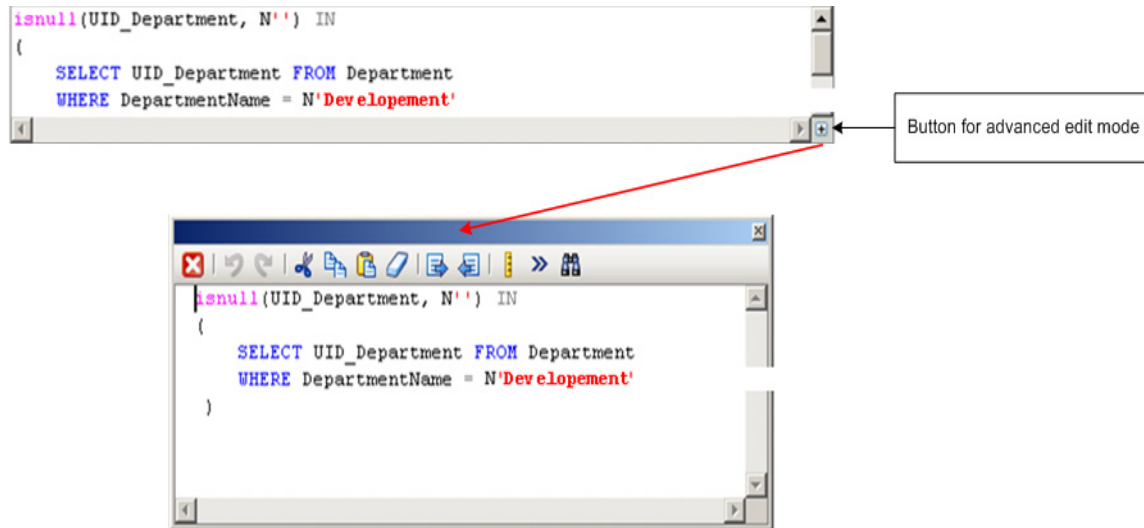 isnull(UID_Department, N'') IN
(
SELECT UID_Department FROM Department
WHERE DepartmentName = N'Developement'
Button for advanced edit mode
isnull(UID_Department, N'') IN
(
SELECT UID_Department FROM Department
WHERE DepartmentName = N'Developement'
)